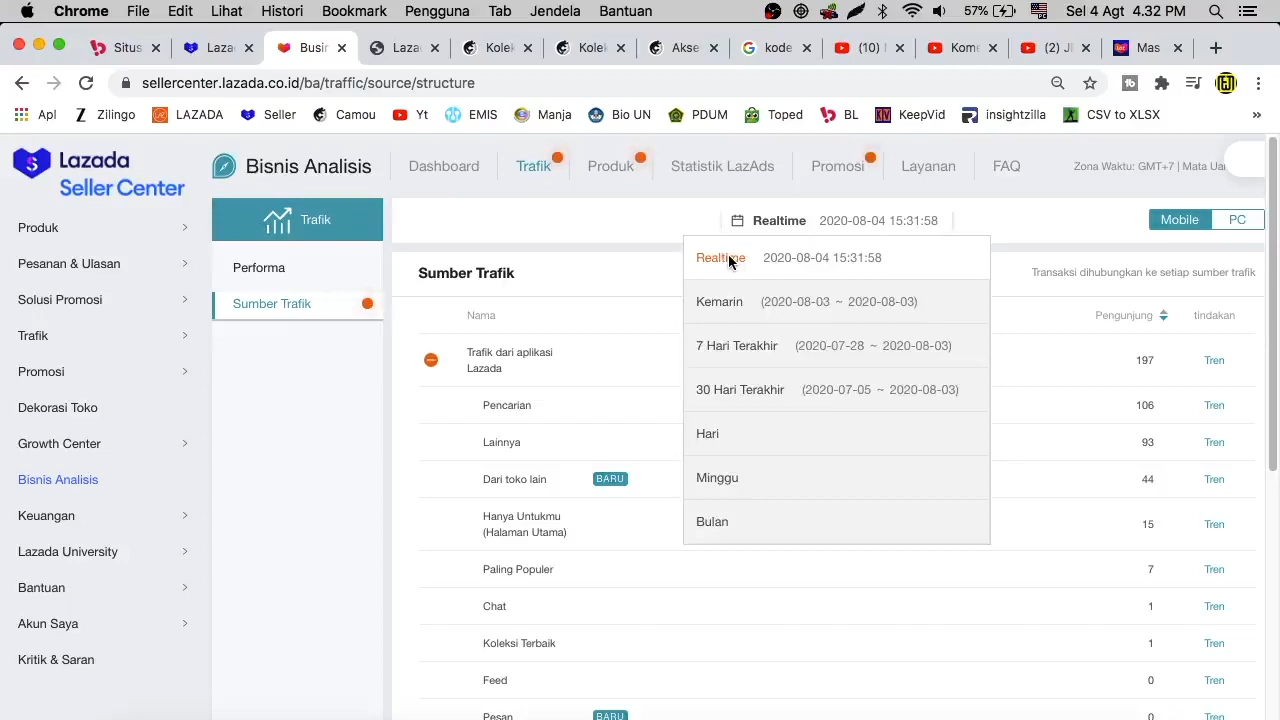 Chrome File Edit Lihat Histori Bookmark Pengguna Tab Jendela Bantuan 57% Sel 4 Agt 4.32 PM
Situs Laza Busir Laza Kolek Kolek Akse kode (10) Kome (2) Mas
sellercenter.lazada.co.id/ba/traffic/source/structure
Apl Zilingo LAZADA Seller Camou Yt EMIS Manja Bio UN PDUM Toped BL KeepVid insightzilla CSV to XLSX
Lazada
Seller Center
Bisnis Analisis Dashboard Trafik Produk Statistik LazAds Promosi Layanan FAQ Zona Waktu: GMT+7 | Mata
Produk
Pesanan & Ulasan
Solusi Promosi
Trafik
Promosi
Dekorasi Toko
Growth Center
Bisnis Analisis
Keuangan
Lazada University
Bantuan
Akun Saya
Kritik & Saran
Trafik
Performa
Sumber Trafik
Realtime 2020-08-04 15:31:58
Mobile PC
Realtime 2020-08-04 15:31:58
Kemarin (2020-08-03 ~ 2020-08-03)
7 Hari Terakhir (2020-07-28 ~ 2020-08-03)
30 Hari Terakhir (2020-07-05 ~ 2020-08-03)
Hari
Minggu
Bulan
Sumber Trafik Transaksi dihubungkan ke setiap sumber trafik
Nama Pengunjung tindakan
Trafik dari aplikasi
Lazada 197 Tren
Pencarian 106 Tren
Lainnya 93 Tren
Dari toko lain BARU 44 Tren
Hanya Untukmu
(Halaman Utama) 15 Tren
Paling Populer 7 Tren
Chat 1 Tren
Koleksi Terbaik 1 Tren
Feed 0 Tren
Pesan BARU 0 Tren